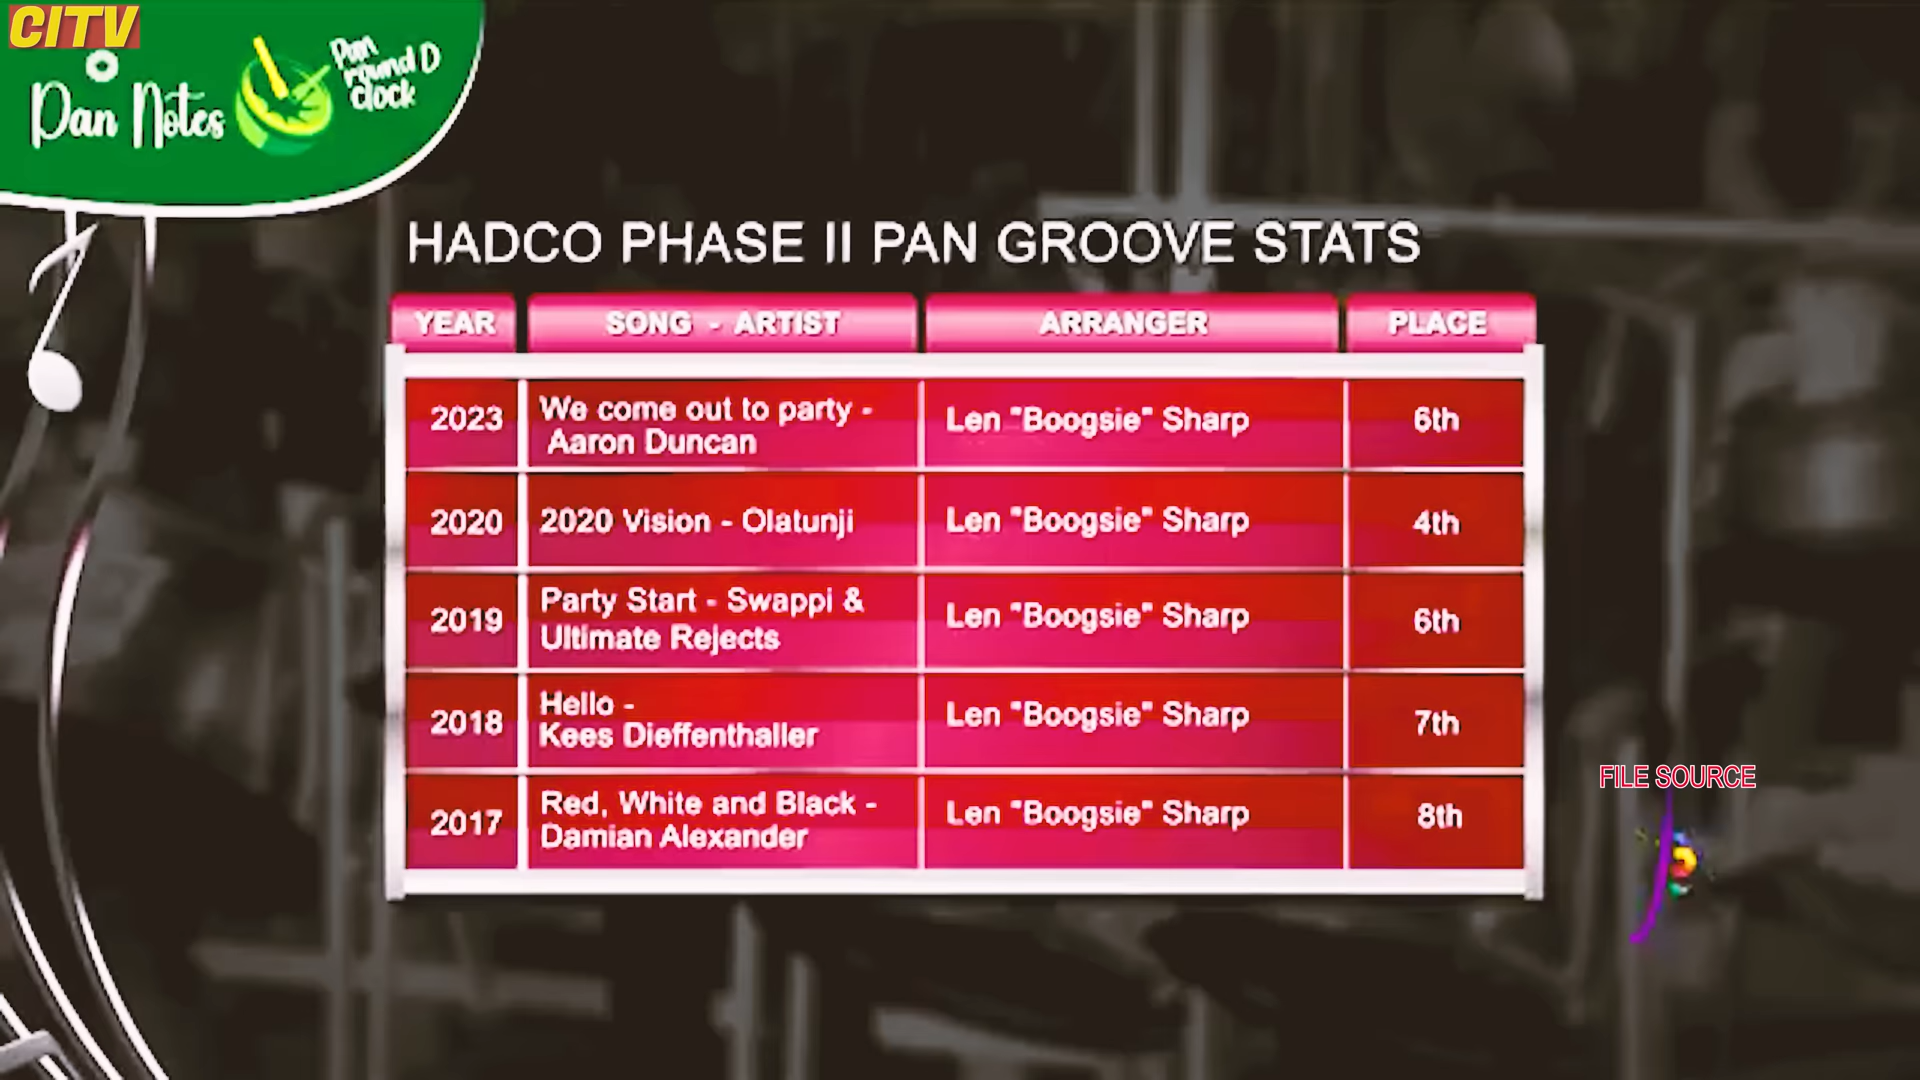 CITV
Pan Notes
Pan
round D
clock
HADCO PHASE II PAN GROOVE STATS
YEAR SONG - ARTIST ARRANGER PLACE
2023 We come out to party - Aaron Duncan Len "Boogsie" Sharp 6th
2020 2020 Vision - Olatunji Len "Boogsie" Sharp 4th
2019 Party Start - Swappi & Ultimate Rejects Len "Boogsie" Sharp 6th
2018 Hello - Kees Dieffenthaller Len "Boogsie" Sharp 7th
2017 Red, White and Black - Damian Alexander Len "Boogsie" Sharp 8th
FILE SOURCE